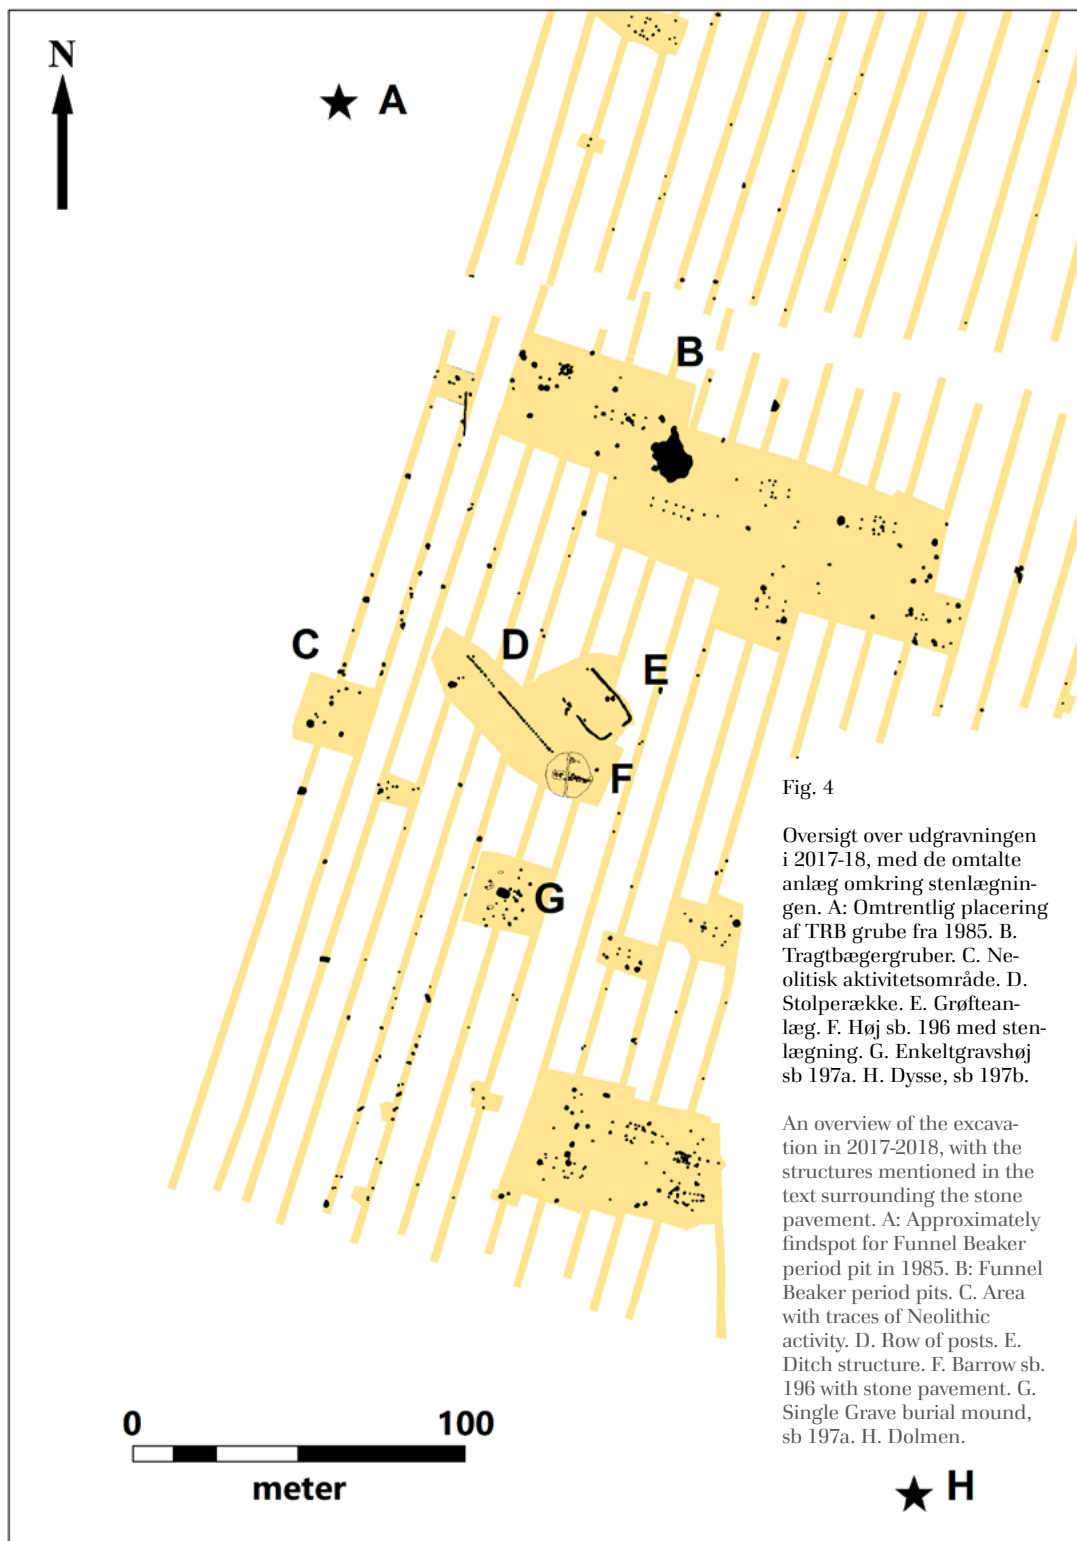 N
A
B
C
D
E
F
G
Fig. 4
Oversigt over udgravningen
i 2017-18, med de omtalte
anlæg omkring stenlægnin-
gen. A: Omtrentlig placering
af TRB grube fra 1985. B.
Tragtbægergruber. C. Ne-
olitisk aktivitetsområde. D.
Stolperække. E. Grøftean-
læg. F. Høj sb. 196 med sten-
lægning. G. Enkeltgravshøj
sb 197a. H. Dysse, sb 197b.
An overview of the excava-
tion in 2017-2018, with the
structures mentioned in the
text surrounding the stone
pavement. A: Approximately
findspot for Funnel Beaker
period pit in 1985. B: Funnel
Beaker period pits. C. Area
with traces of Neolithic
activity. D. Row of posts. E.
Ditch structure. F. Barrow sb.
196 with stone pavement. G.
Single Grave burial mound,
sb 197a. H. Dolmen.
0 100
meter
H